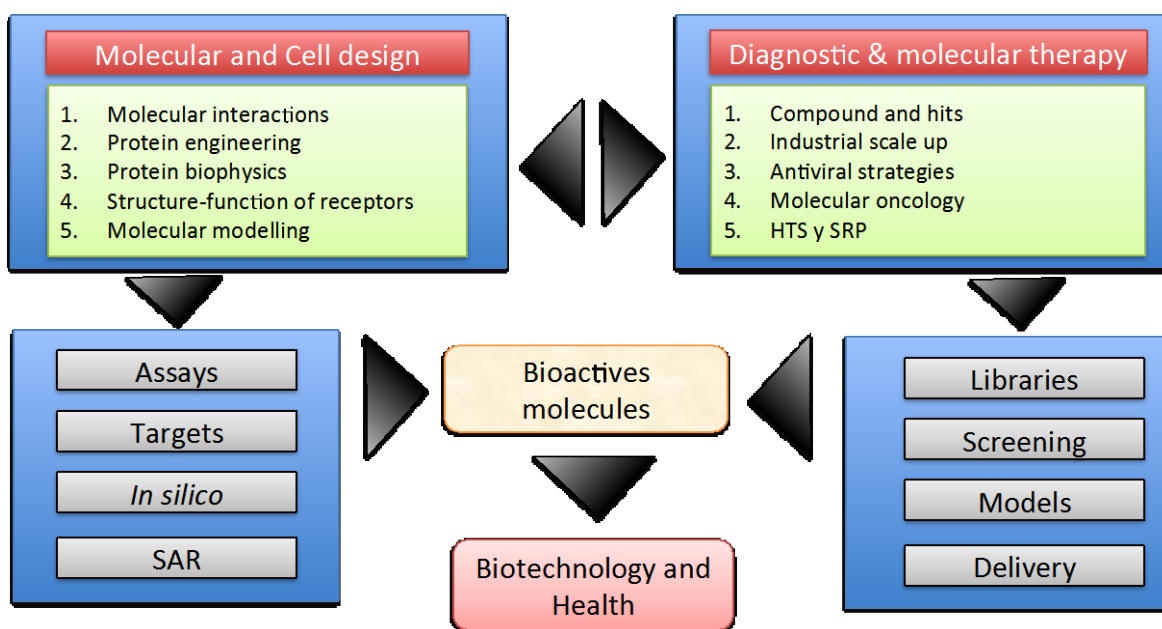 Molecular and Cell design
1. Molecular interactions
2. Protein engineering
3. Protein biophysics
4. Structure-function of receptors
5. Molecular modelling
Diagnostic & molecular therapy
1. Compound and hits
2. Industrial scale up
3. Antiviral strategies
4. Molecular oncology
5. HTS y SRP
Assays
Targets
In silico
SAR
Bioactives
molecules
Biotechnology and
Health
Libraries
Screening
Models
Delivery